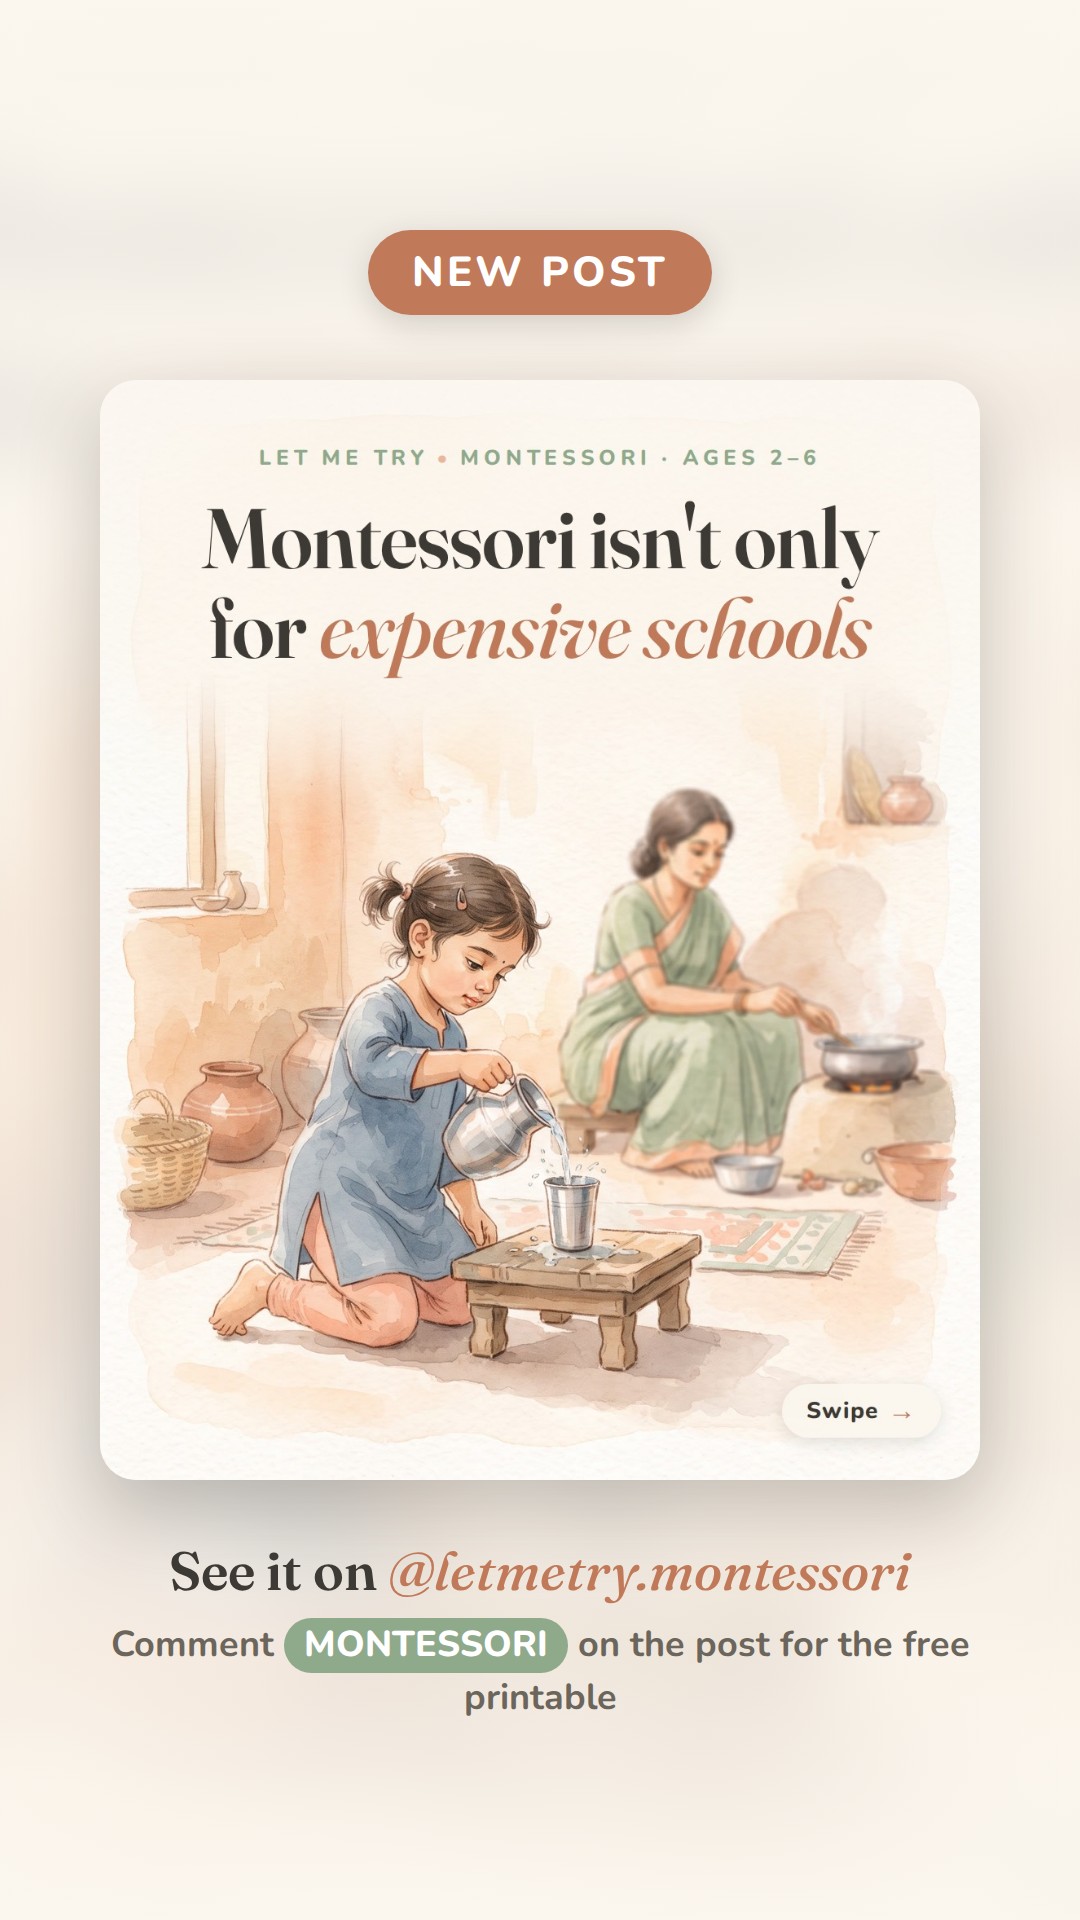 NEW POST
LET ME TRY • MONTESSORI · AGES 2–6
Montessori isn't only
for expensive schools
Swipe →
See it on @letmetry.montessori
Comment MONTESSORI on the post for the free
printable